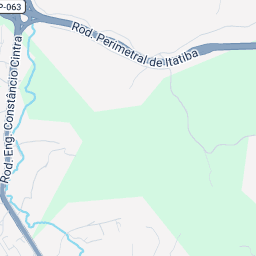 P-063
Rod. Perimetral de Itatiba
Rod. Eng. Constâncio Cintra